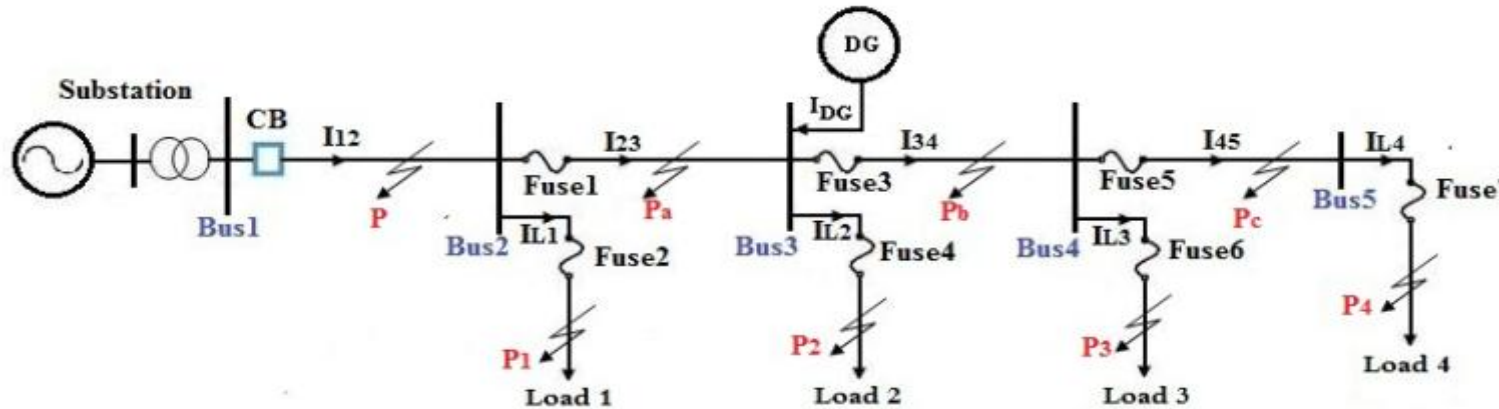 DG
Substation
CB
I12
IDG
I23
I34
I45
IL4
Fuse1
Fuse3
Fuse5
Fuse
P
Pa
Pb
Pc
Bus1
Bus2
Bus3
Bus4
Bus5
IL1
IL2
IL3
Fuse2
Fuse4
Fuse6
P1
P2
P3
P4
Load 1
Load 2
Load 3
Load 4